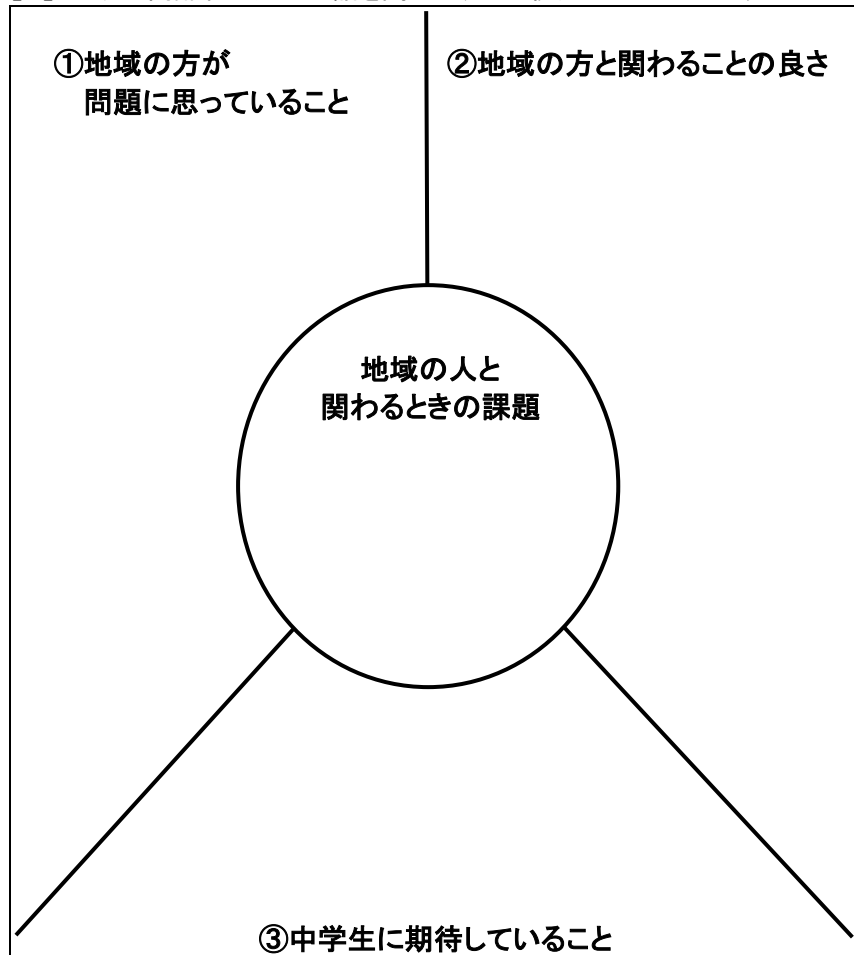 ①地域の方が
問題に思っていること
②地域の方と関わることの良さ
地域の人と
関わるときの課題
③中学生に期待していること